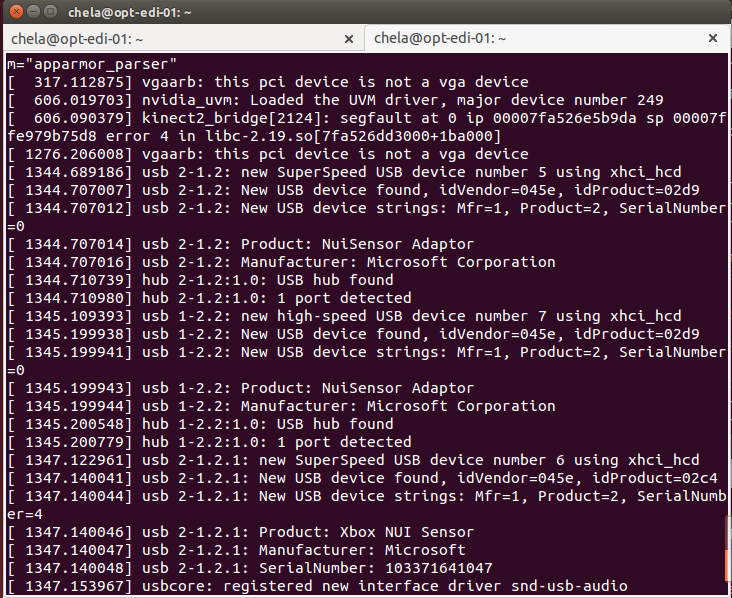 chela@opt-edi-01: ~
chela@opt-edi-01: ~ × chela@opt-edi-01: ~ ×
m="apparmor_parser"
[  317.112875] vgaarb: this pci device is not a vga device
[  606.019703] nvidia_uvm: Loaded the UVM driver, major device number 249
[  606.090379] kinect2_bridge[2124]: segfault at 0 ip 00007fa526e5b9da sp 00007f
fe979b75d8 error 4 in libc-2.19.so[7fa526dd3000+1ba000]
[ 1276.206008] vgaarb: this pci device is not a vga device
[ 1344.689186] usb 2-1.2: new SuperSpeed USB device number 5 using xhci_hcd
[ 1344.707007] usb 2-1.2: New USB device found, idVendor=045e, idProduct=02d9
[ 1344.707012] usb 2-1.2: New USB device strings: Mfr=1, Product=2, SerialNumber
=0
[ 1344.707014] usb 2-1.2: Product: NuiSensor Adaptor
[ 1344.707016] usb 2-1.2: Manufacturer: Microsoft Corporation
[ 1344.710739] hub 2-1.2:1.0: USB hub found
[ 1344.710980] hub 2-1.2:1.0: 1 port detected
[ 1345.109393] usb 1-2.2: new high-speed USB device number 7 using xhci_hcd
[ 1345.199938] usb 1-2.2: New USB device found, idVendor=045e, idProduct=02d9
[ 1345.199941] usb 1-2.2: New USB device strings: Mfr=1, Product=2, SerialNumber
=0
[ 1345.199943] usb 1-2.2: Product: NuiSensor Adaptor
[ 1345.199944] usb 1-2.2: Manufacturer: Microsoft Corporation
[ 1345.200548] hub 1-2.2:1.0: USB hub found
[ 1345.200779] hub 1-2.2:1.0: 1 port detected
[ 1347.122961] usb 2-1.2.1: new SuperSpeed USB device number 6 using xhci_hcd
[ 1347.140041] usb 2-1.2.1: New USB device found, idVendor=045e, idProduct=02c4
[ 1347.140044] usb 2-1.2.1: New USB device strings: Mfr=1, Product=2, SerialNumb
er=4
[ 1347.140046] usb 2-1.2.1: Product: Xbox NUI Sensor
[ 1347.140047] usb 2-1.2.1: Manufacturer: Microsoft
[ 1347.140048] usb 2-1.2.1: SerialNumber: 103371641047
[ 1347.153967] usbcore: registered new interface driver snd-usb-audio